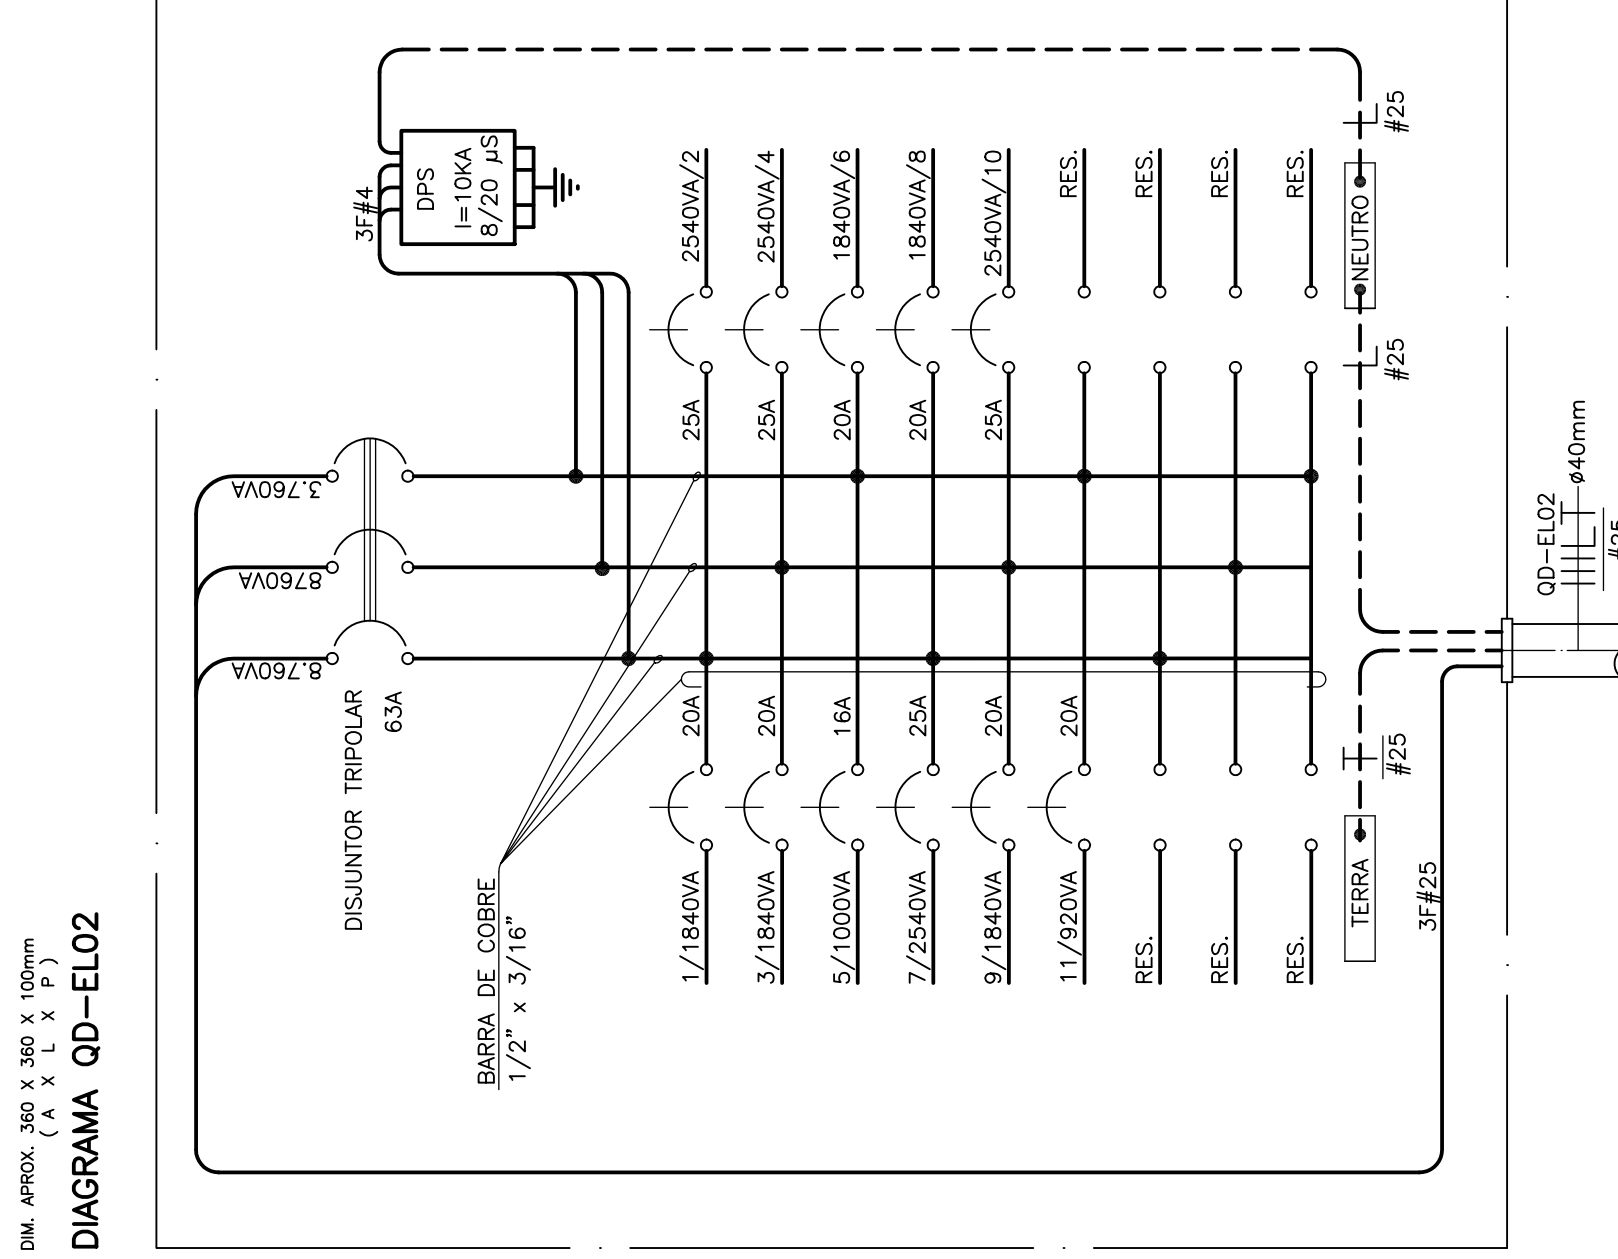 DIAGRAMA QD-EL02
DIM. APROX. 360 X 360 X 100mm
( A X L X P )
DISJUNTOR TRIPOLAR
63A
8.760VA
8760VA
3.760VA
3F#4
DPS
I=10KA
8/20 µS
BARRA DE COBRE
1/2" x 3/16"
1/1840VA
20A
25A
2540VA/2
3/1840VA
20A
25A
2540VA/4
5/1000VA
16A
20A
1840VA/6
7/2540VA
25A
20A
1840VA/8
9/1840VA
20A
25A
2540VA/10
11/920VA
20A
RES.
RES.
RES.
RES.
RES.
RES.
RES.
TERRA
#25
#25
NEUTRO
#25
3F#25
QD-EL02
ø40mm
#25